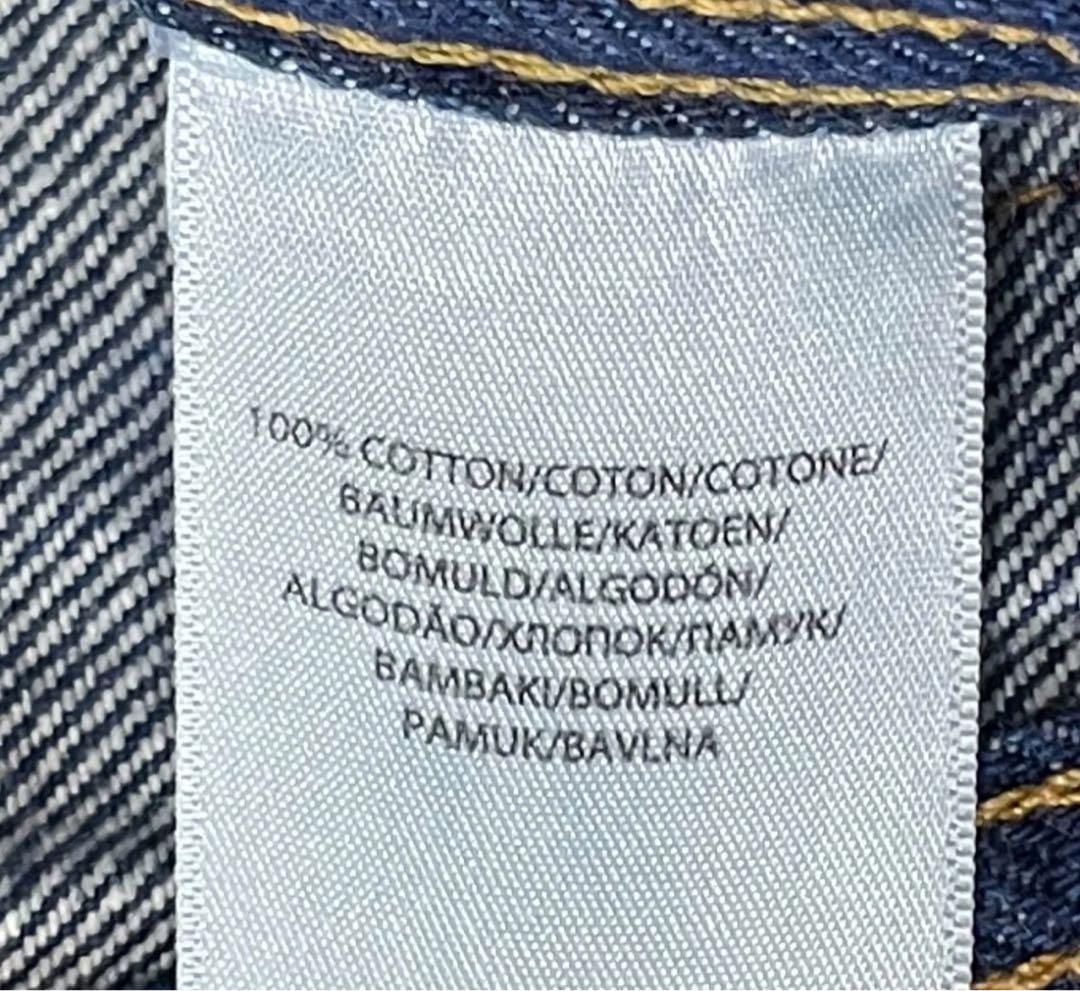 100% COTTON/COTON/COTONE/
BAUMWOLLE/KATOEN/
BOMULD/ALGODÓN/
ALGODÃO/ХЛОПОК/ПАМУК/
BAMBAKI/BOMULL/
PAMUK/BAVLNA